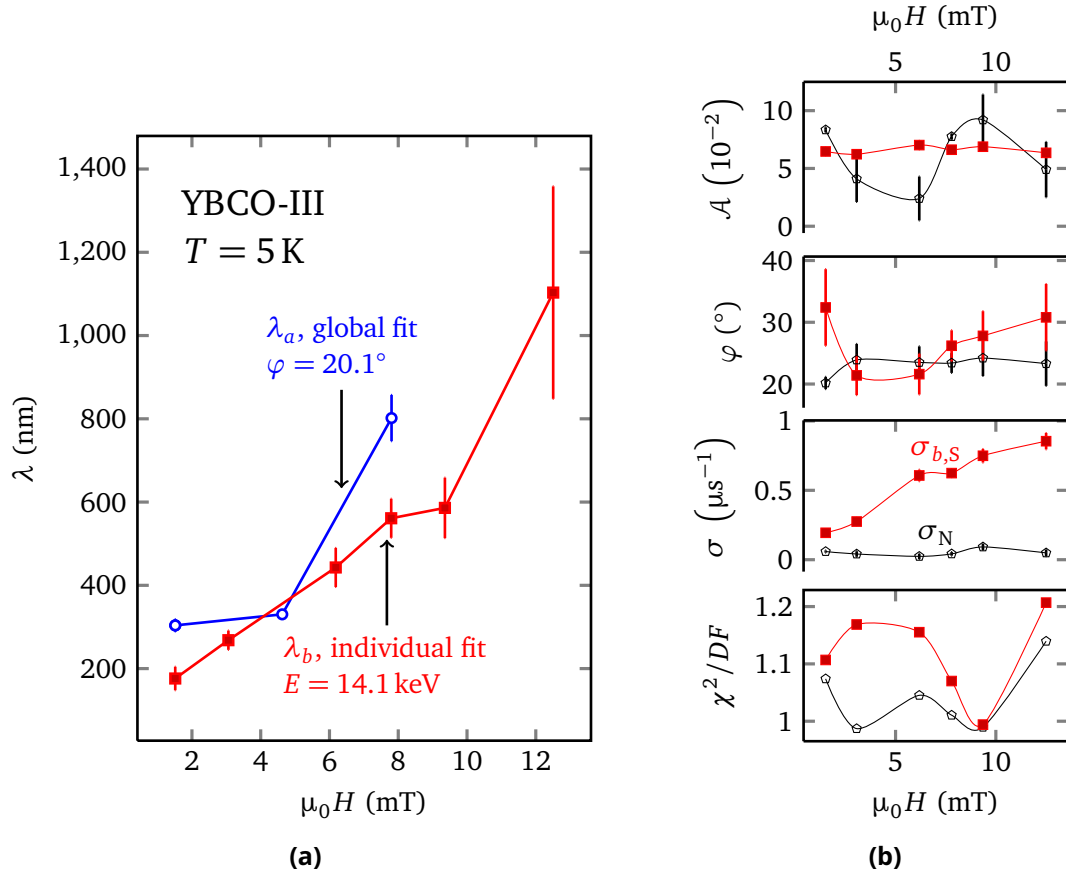 1,400
1,200
1,000
800
600
400
200
λ (nm)
2 4 6 8 10 12
μ₀H (mT)
YBCO-III
T = 5 K
λₐ, global fit
φ = 20.1°
λ_b, individual fit
E = 14.1 keV
(a)
μ₀H (mT)
5 10
10
5
0
𝒜 (10⁻²)
40
30
20
φ (°)
1
0.5
0
σ (μs⁻¹)
σ_b,S
σ_N
1.2
1.1
1
χ²/DF
5 10
μ₀H (mT)
(b)